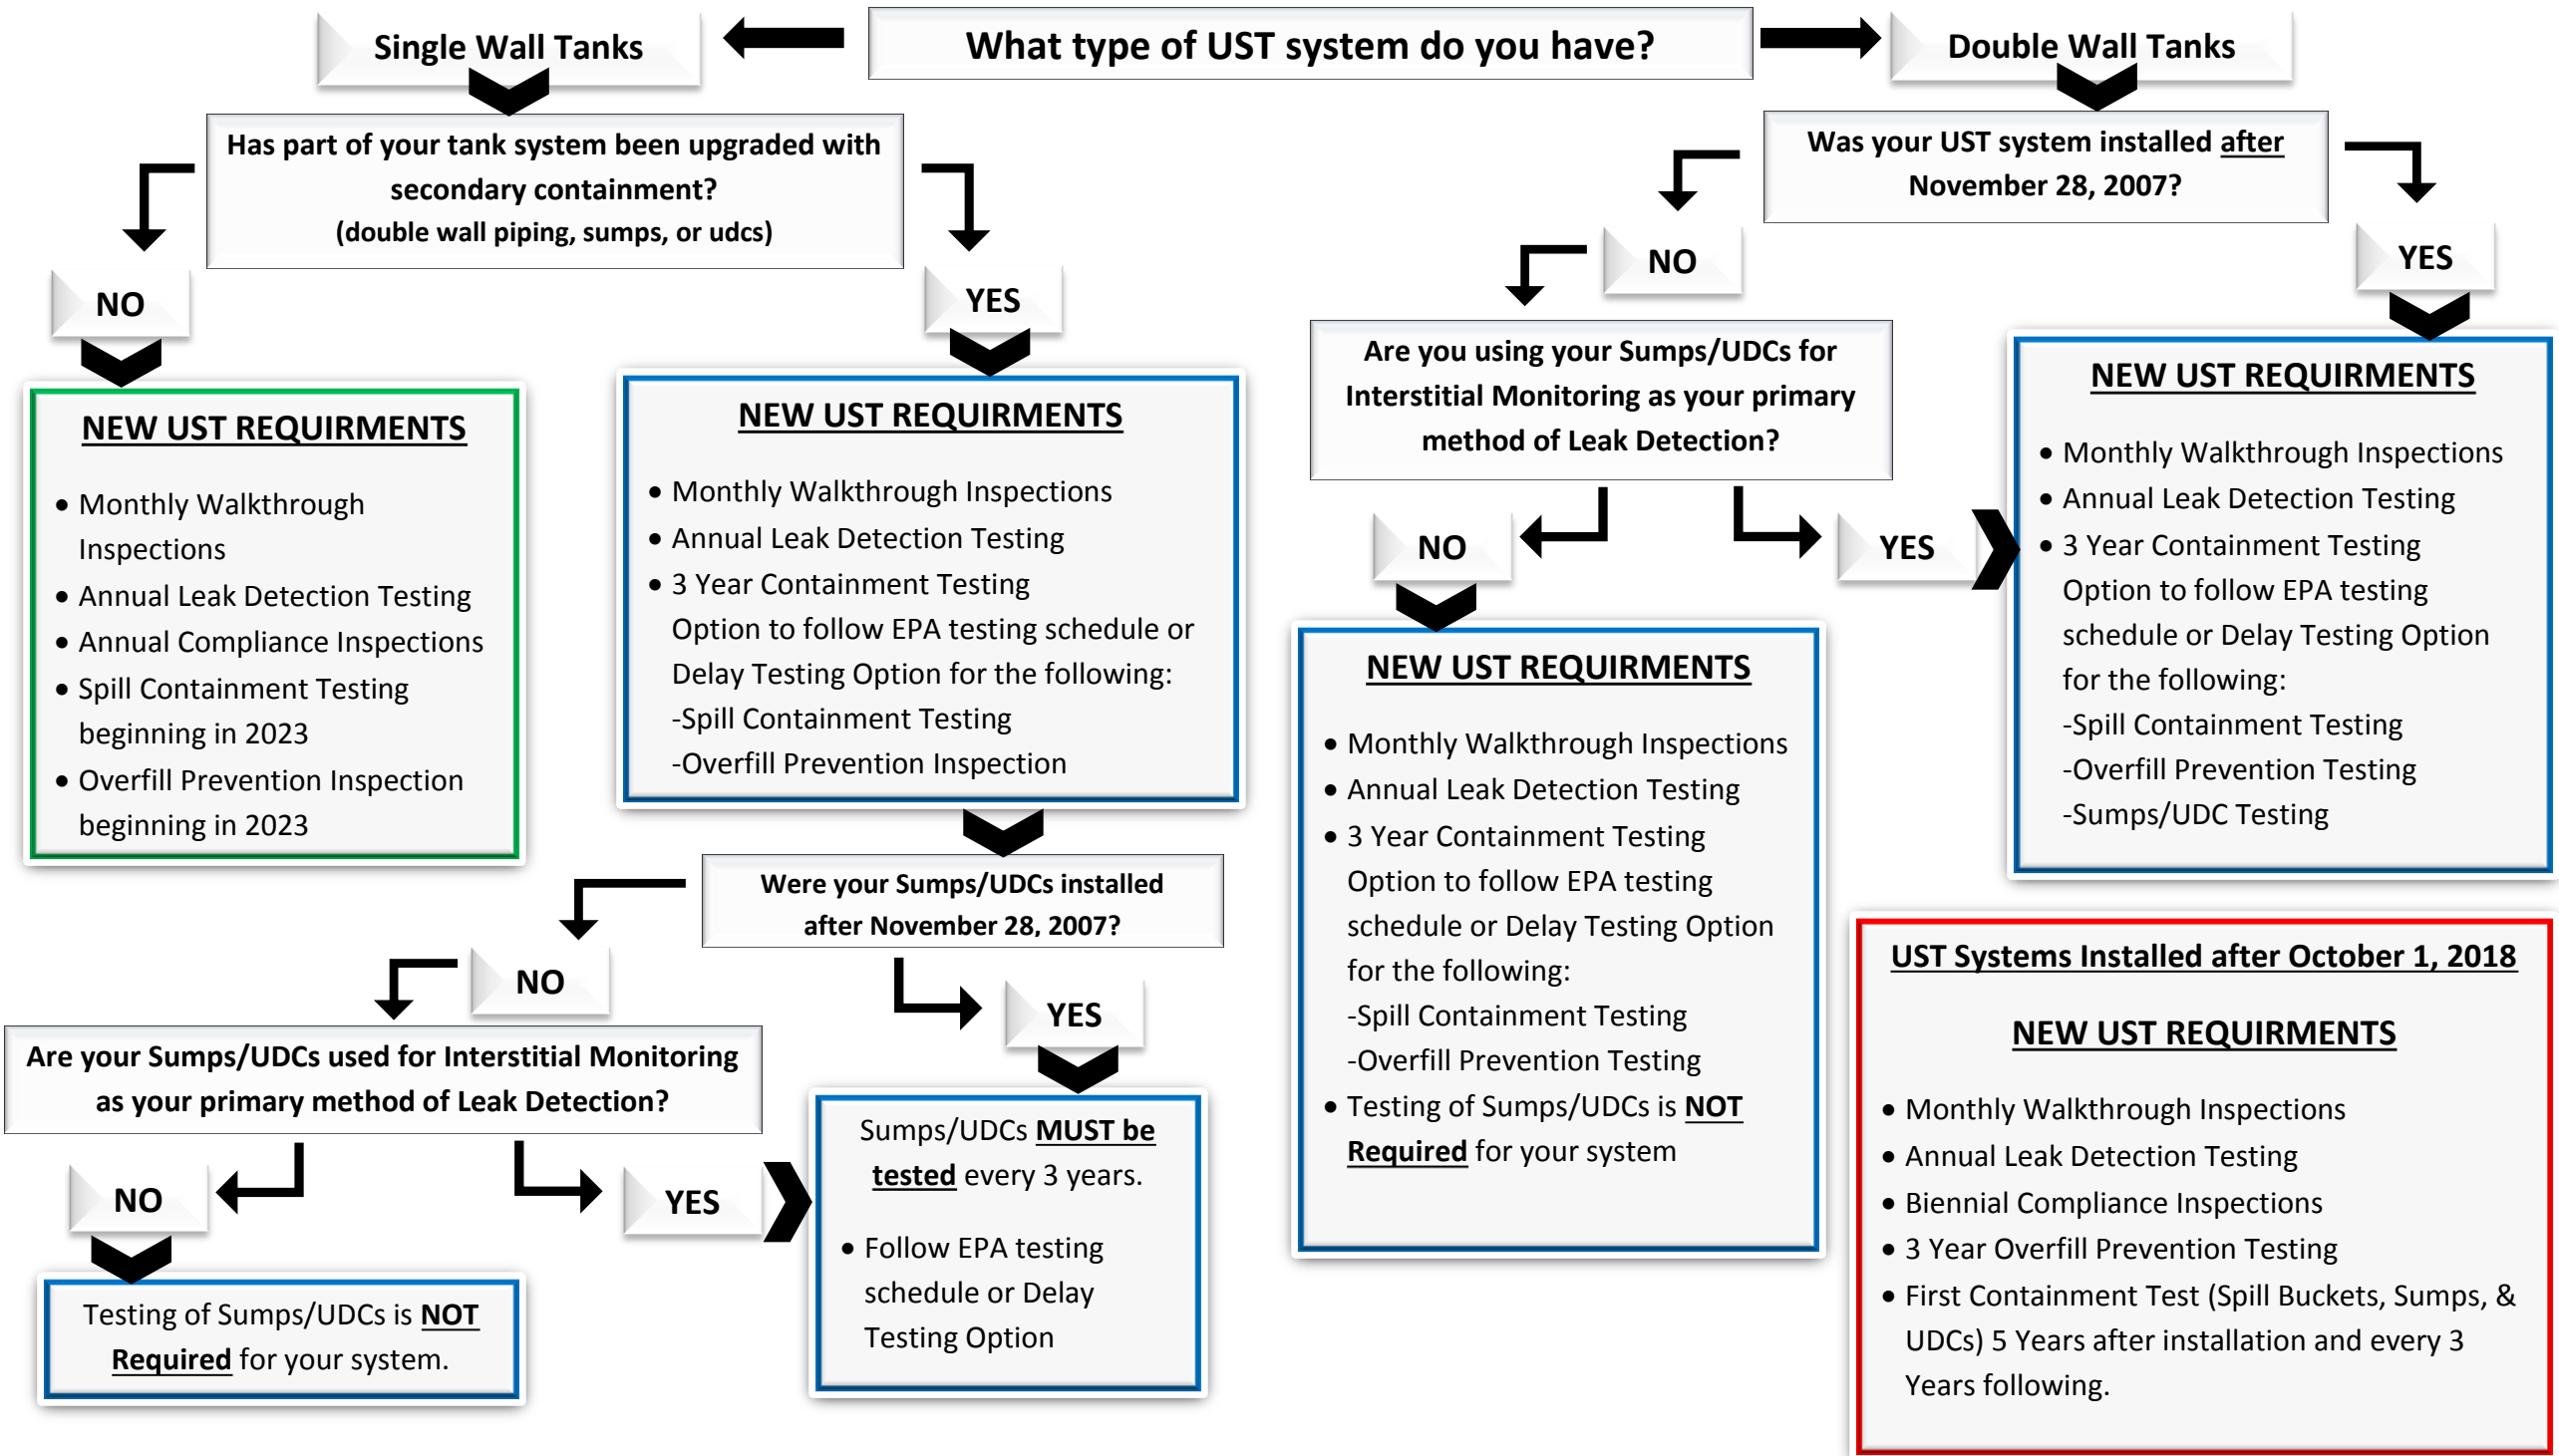 What type of UST system do you have?
Single Wall Tanks
Has part of your tank system been upgraded with
secondary containment?
(double wall piping, sumps, or udcs)
NO
NEW UST REQUIRMENTS
• Monthly Walkthrough
Inspections
• Annual Leak Detection Testing
• Annual Compliance Inspections
• Spill Containment Testing
beginning in 2023
• Overfill Prevention Inspection
beginning in 2023
YES
NEW UST REQUIRMENTS
• Monthly Walkthrough Inspections
• Annual Leak Detection Testing
• 3 Year Containment Testing
Option to follow EPA testing schedule or
Delay Testing Option for the following:
-Spill Containment Testing
-Overfill Prevention Inspection
Were your Sumps/UDCs installed
after November 28, 2007?
NO
Are your Sumps/UDCs used for Interstitial Monitoring
as your primary method of Leak Detection?
NO
Testing of Sumps/UDCs is NOT
Required for your system.
YES
YES
Sumps/UDCs MUST be
tested every 3 years.
• Follow EPA testing
schedule or Delay
Testing Option
Double Wall Tanks
Was your UST system installed after
November 28, 2007?
NO
Are you using your Sumps/UDCs for
Interstitial Monitoring as your primary
method of Leak Detection?
NO
NEW UST REQUIRMENTS
• Monthly Walkthrough Inspections
• Annual Leak Detection Testing
• 3 Year Containment Testing
Option to follow EPA testing
schedule or Delay Testing Option
for the following:
-Spill Containment Testing
-Overfill Prevention Testing
• Testing of Sumps/UDCs is NOT
Required for your system
YES
YES
NEW UST REQUIRMENTS
• Monthly Walkthrough Inspections
• Annual Leak Detection Testing
• 3 Year Containment Testing
Option to follow EPA testing
schedule or Delay Testing Option
for the following:
-Spill Containment Testing
-Overfill Prevention Testing
-Sumps/UDC Testing
UST Systems Installed after October 1, 2018
NEW UST REQUIRMENTS
• Monthly Walkthrough Inspections
• Annual Leak Detection Testing
• Biennial Compliance Inspections
• 3 Year Overfill Prevention Testing
• First Containment Test (Spill Buckets, Sumps, &
UDCs) 5 Years after installation and every 3
Years following.